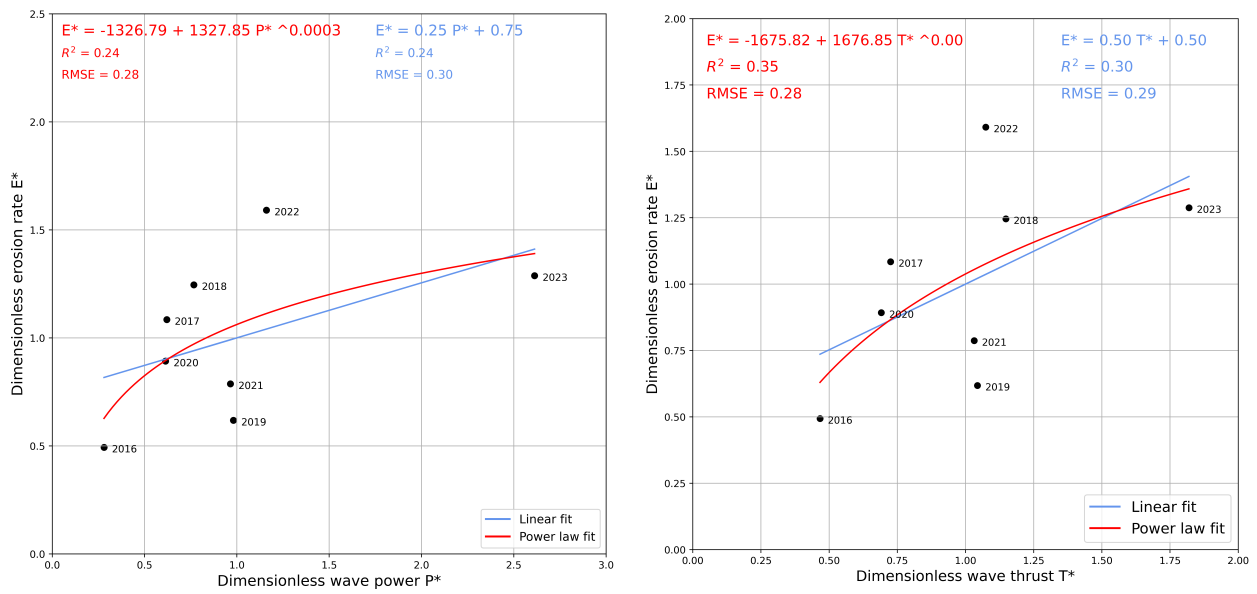 E* = -1326.79 + 1327.85 P* ^0.0003
R² = 0.24
RMSE = 0.28
E* = 0.25 P* + 0.75
R² = 0.24
RMSE = 0.30
2.5
2.0
1.5
1.0
0.5
0.0
Dimensionless erosion rate E*
2022
2018
2023
2017
2020
2021
2019
2016
Linear fit
Power law fit
0.0 0.5 1.0 1.5 2.0 2.5 3.0
Dimensionless wave power P*
E* = -1675.82 + 1676.85 T* ^0.00
R² = 0.35
RMSE = 0.28
E* = 0.50 T* + 0.50
R² = 0.30
RMSE = 0.29
2.00
1.75
1.50
1.25
1.00
0.75
0.50
0.25
0.00
Dimensionless erosion rate E*
2022
2023
2018
2017
2020
2021
2019
2016
Linear fit
Power law fit
0.00 0.25 0.50 0.75 1.00 1.25 1.50 1.75 2.00
Dimensionless wave thrust T*